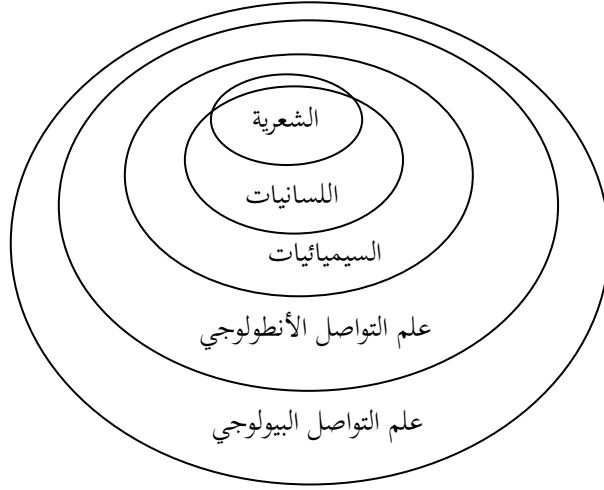 الشعرية
اللسانيات
السيميائيات
علم التواصل الأنطولوجي
علم التواصل البيولوجي